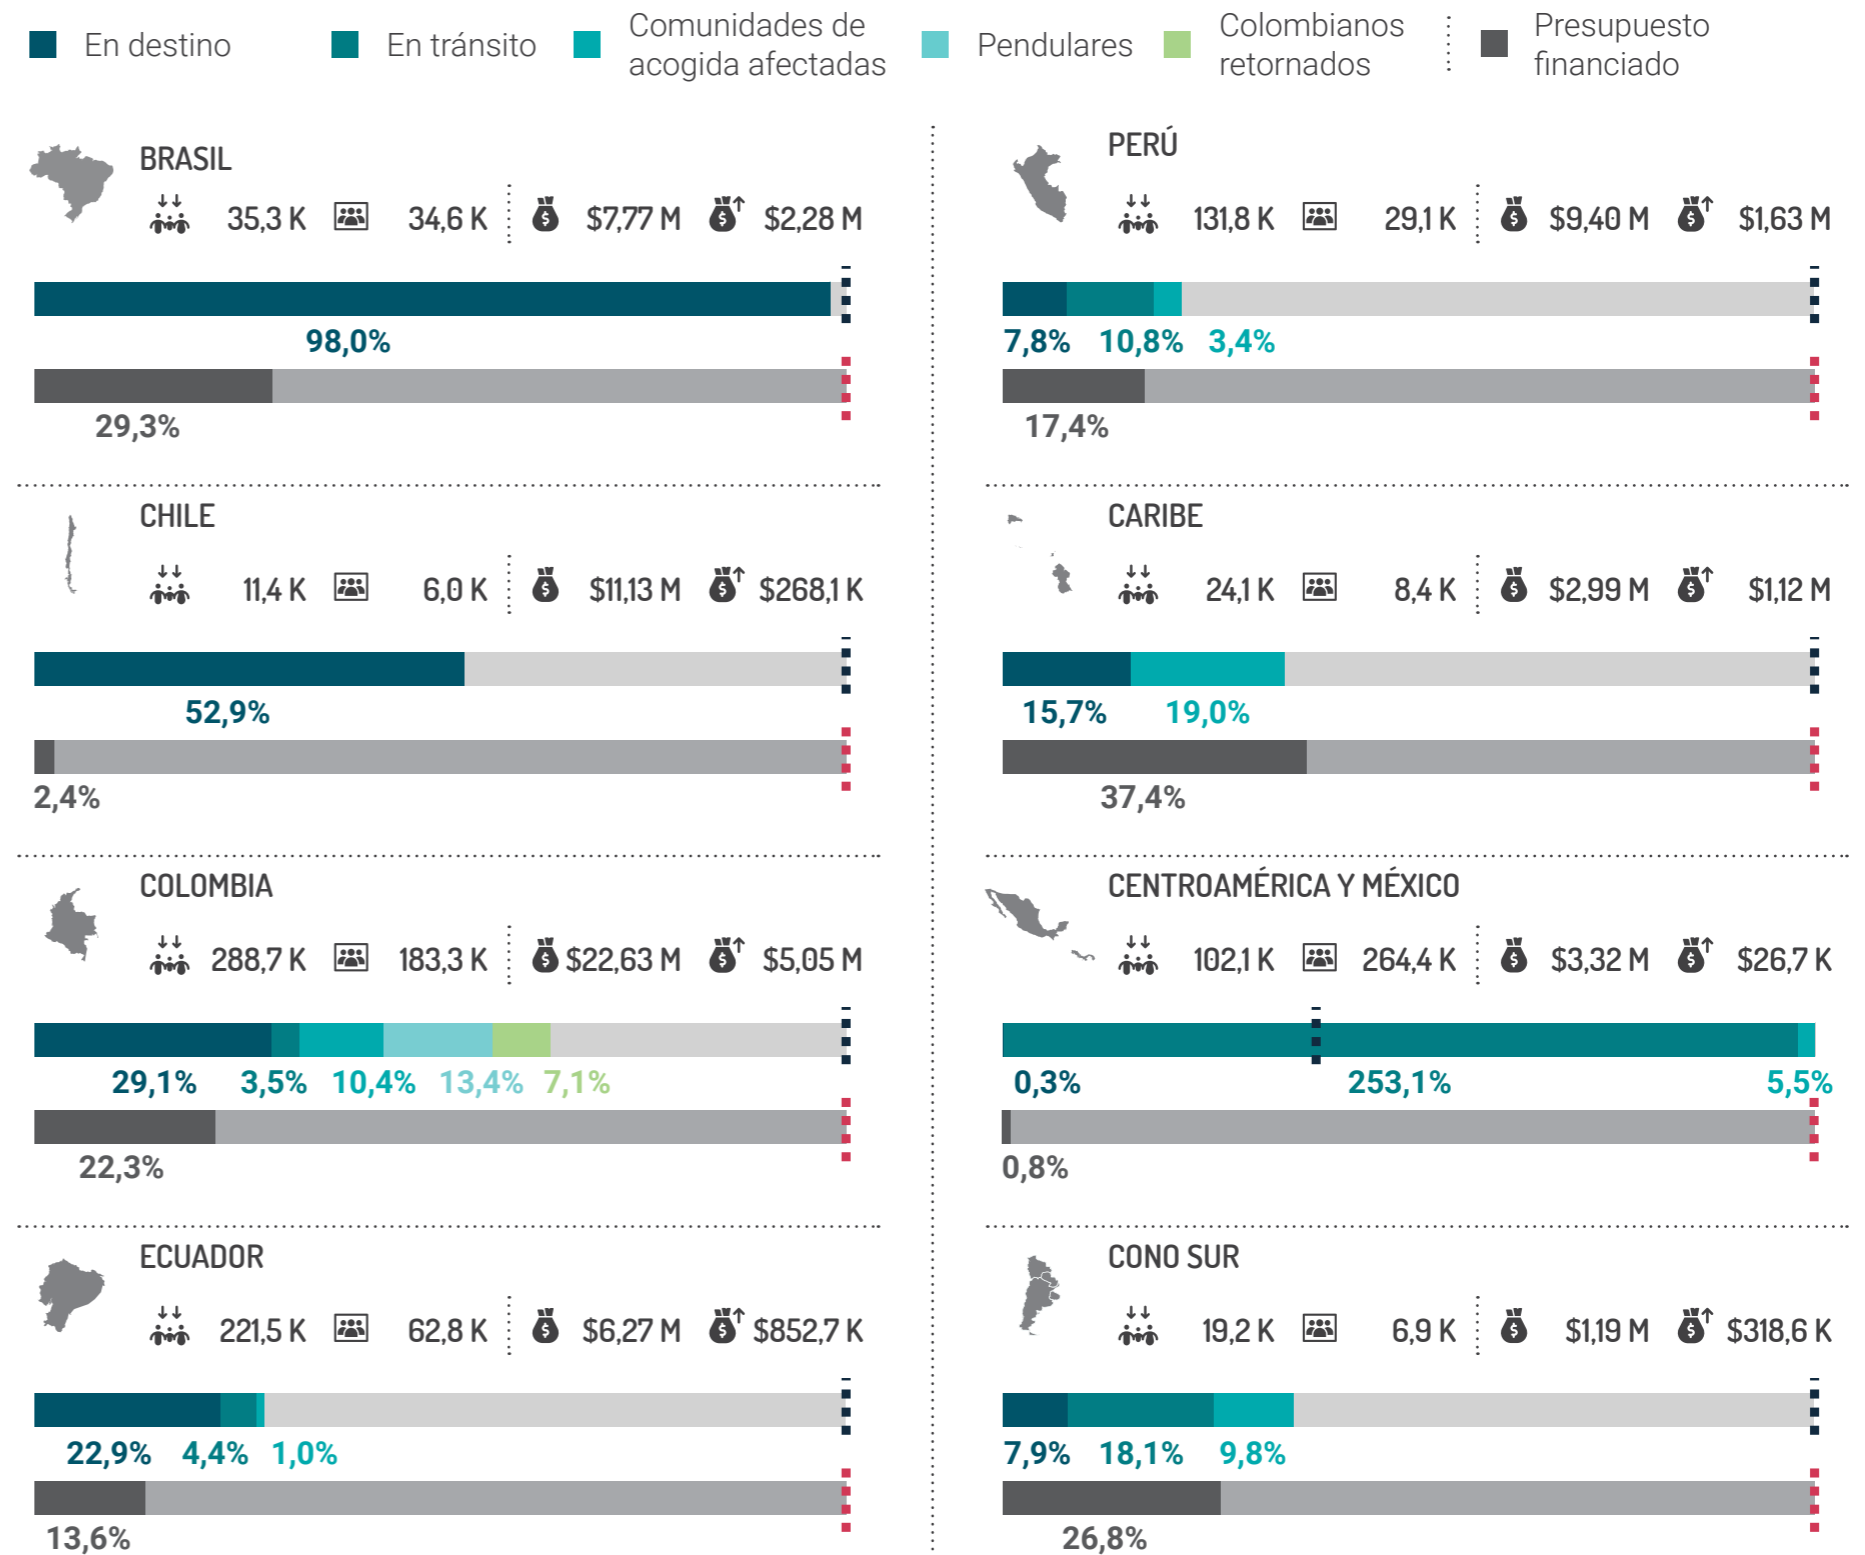 En destino
En tránsito
Comunidades de
acogida afectadas
Pendulares
Colombianos
retornados
Presupuesto
financiado
BRASIL
35,3 K 34,6 K $7,77 M $2,28 M
98,0%
29,3%
PERÚ
131,8 K 29,1 K $9,40 M $1,63 M
7,8% 10,8% 3,4%
17,4%
CHILE
11,4 K 6,0 K $11,13 M $268,1 K
52,9%
2,4%
CARIBE
24,1 K 8,4 K $2,99 M $1,12 M
15,7% 19,0%
37,4%
COLOMBIA
288,7 K 183,3 K $22,63 M $5,05 M
29,1% 3,5% 10,4% 13,4% 7,1%
22,3%
CENTROAMÉRICA Y MÉXICO
102,1 K 264,4 K $3,32 M $26,7 K
0,3% 253,1% 5,5%
0,8%
ECUADOR
221,5 K 62,8 K $6,27 M $852,7 K
22,9% 4,4% 1,0%
13,6%
CONO SUR
19,2 K 6,9 K $1,19 M $318,6 K
7,9% 18,1% 9,8%
26,8%